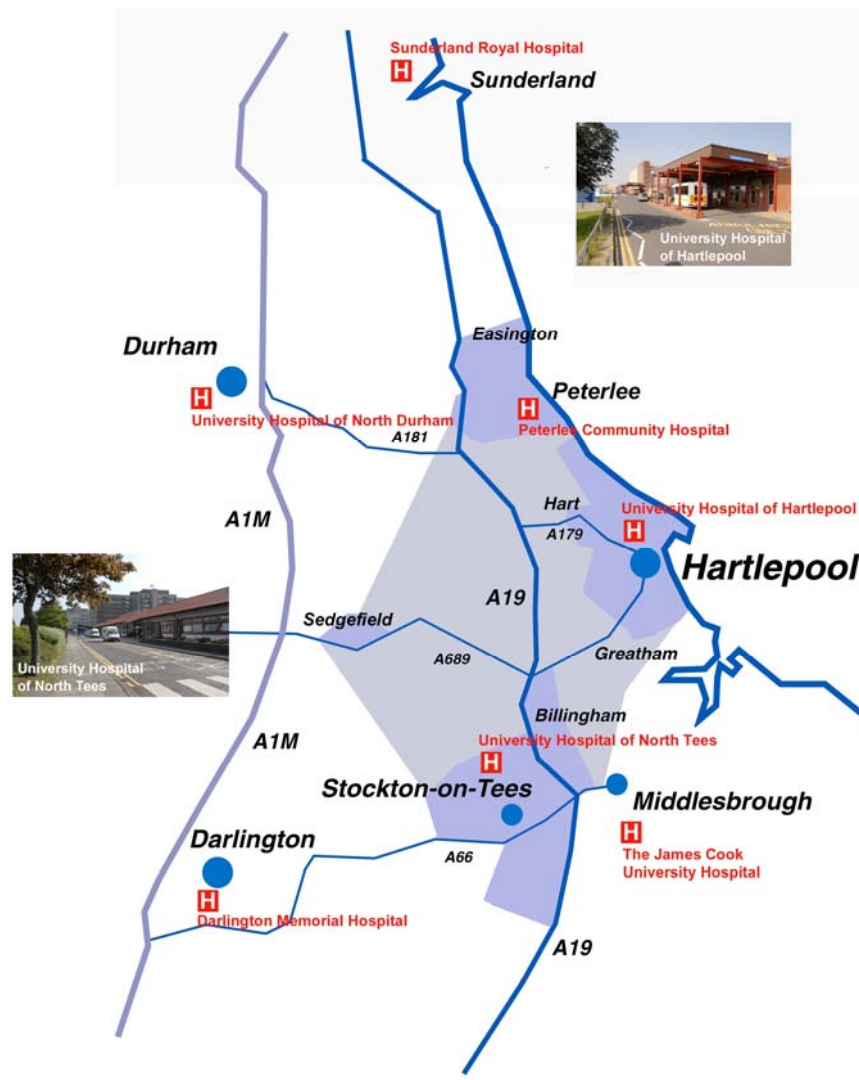 Sunderland Royal Hospital
H
Sunderland
University Hospital
of Hartlepool
Easington
Durham
H
University Hospital of North Durham
A181
Peterlee
H
Peterlee Community Hospital
Hart
A179
University Hospital of Hartlepool
H
Hartlepool
A1M
A19
Sedgefield
A689
Greatham
University Hospital
of North Tees
Billingham
University Hospital of North Tees
H
A1M
Stockton-on-Tees
Middlesbrough
H
The James Cook
University Hospital
Darlington
H
Darlington Memorial Hospital
A66
A19